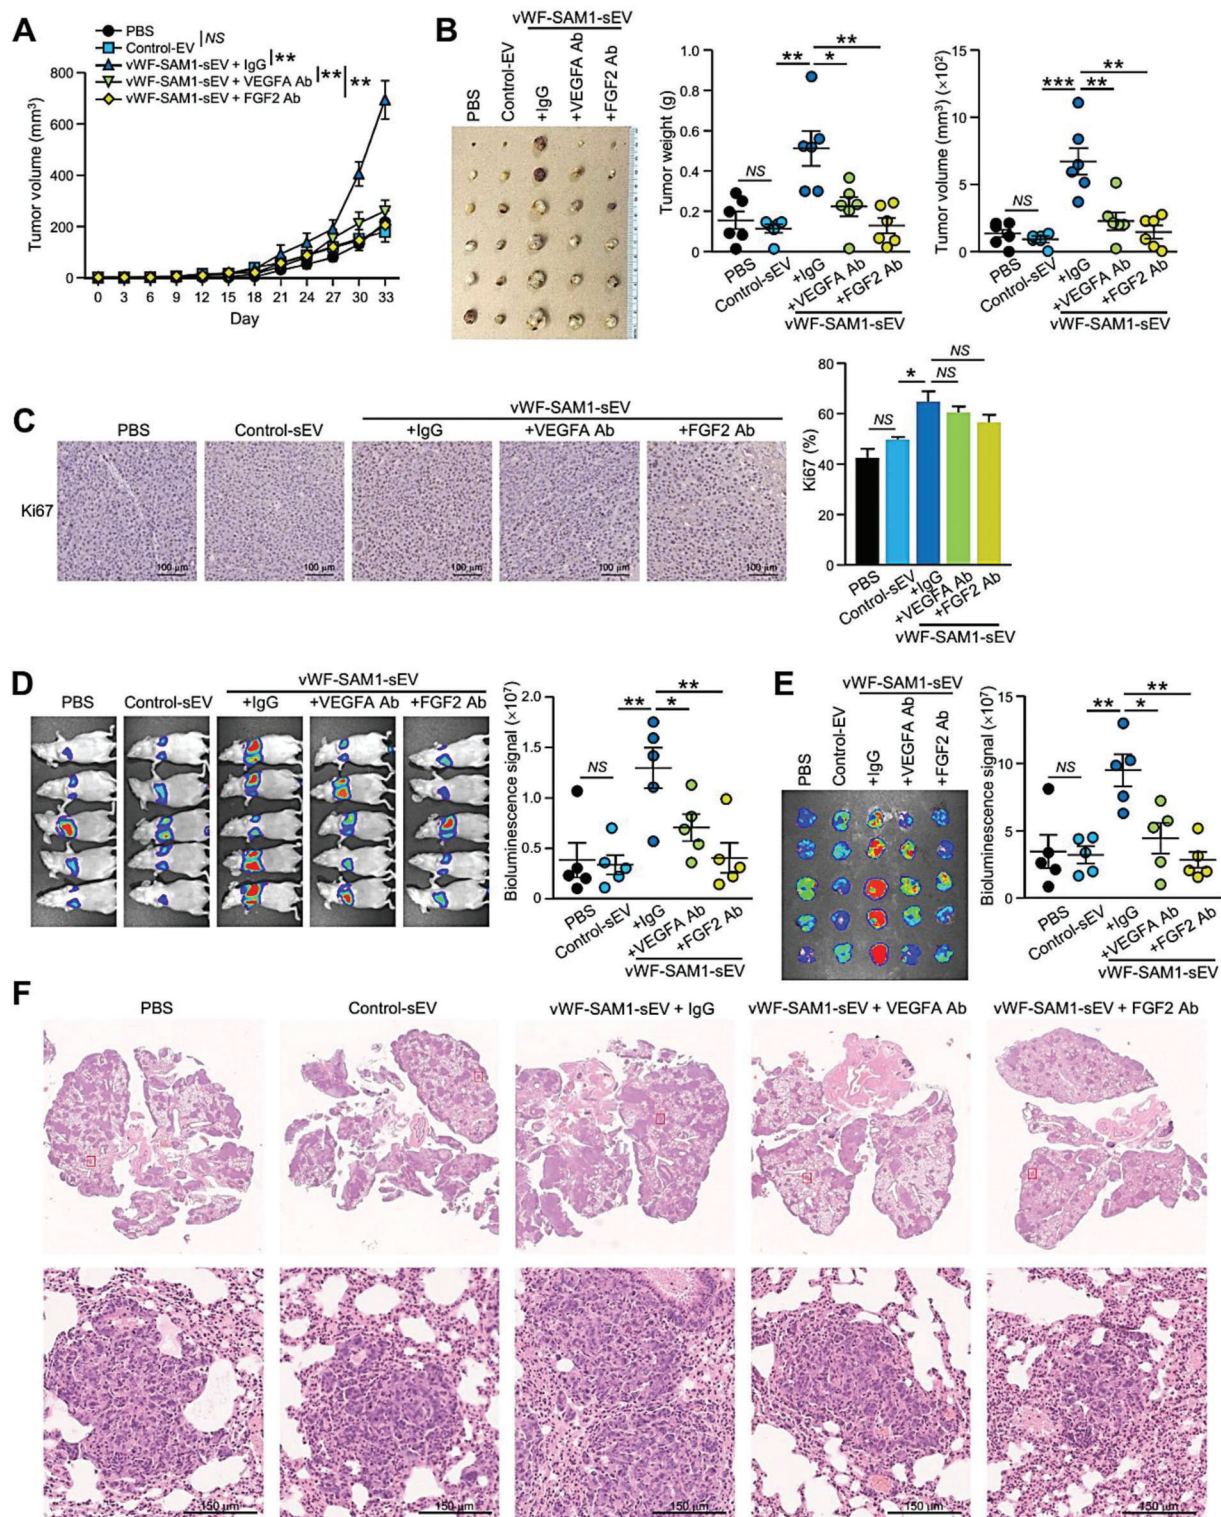 A
PBS
Control-EV
NS
vWF-SAM1-sEV + IgG
**
vWF-SAM1-sEV + VEGFA Ab
** **
vWF-SAM1-sEV + FGF2 Ab
Tumor volume (mm³)
800
600
400
200
0
0 3 6 9 12 15 18 21 24 27 30 33
Day
B
vWF-SAM1-sEV
PBS
Control-EV
+IgG
+VEGFA Ab
+FGF2 Ab
Tumor weight (g)
1.0
0.8
0.6
0.4
0.2
0
NS
**
*
**
PBS
Control-sEV
+IgG
+VEGFA Ab
+FGF2 Ab
vWF-SAM1-sEV
Tumor volume (mm³) (×10²)
15
10
5
0
NS
***
**
**
PBS
Control-sEV
+IgG
+VEGFA Ab
+FGF2 Ab
vWF-SAM1-sEV
C
vWF-SAM1-sEV
PBS
Control-sEV
+IgG
+VEGFA Ab
+FGF2 Ab
Ki67
100 µm
100 µm
100 µm
100 µm
100 µm
Ki67 (%)
80
60
40
20
0
NS
*
NS
NS
PBS
Control-sEV
+IgG
+VEGFA Ab
+FGF2 Ab
vWF-SAM1-sEV
D
vWF-SAM1-sEV
PBS
Control-sEV
+IgG
+VEGFA Ab
+FGF2 Ab
Bioluminescence signal (×10⁷)
2.0
1.5
1.0
0.5
0
NS
**
*
**
PBS
Control-sEV
+IgG
+VEGFA Ab
+FGF2 Ab
vWF-SAM1-sEV
E
vWF-SAM1-sEV
PBS
Control-EV
+IgG
+VEGFA Ab
+FGF2 Ab
Bioluminescence signal (×10⁷)
15
10
5
0
NS
**
*
**
PBS
Control-sEV
+IgG
+VEGFA Ab
+FGF2 Ab
vWF-SAM1-sEV
F
PBS
Control-sEV
vWF-SAM1-sEV + IgG
vWF-SAM1-sEV + VEGFA Ab
vWF-SAM1-sEV + FGF2 Ab
150 µm
150 µm
150 µm
150 µm
150 µm